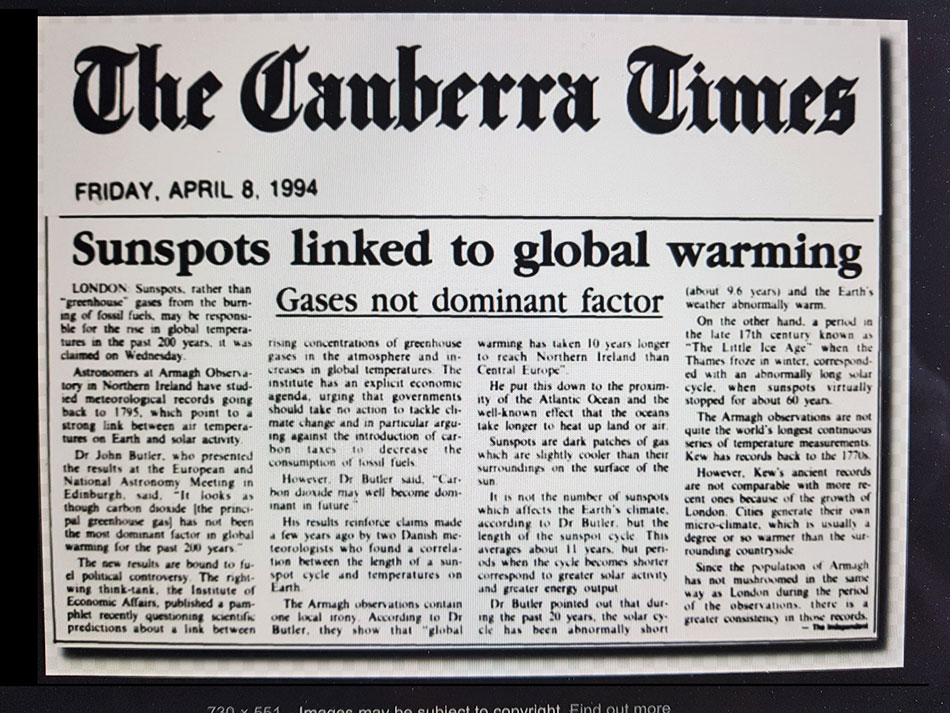 The Canberra Times
FRIDAY, APRIL 8, 1994
Sunspots linked to global warming
Gases not dominant factor
LONDON: Sunspots, rather than
"greenhouse" gases from the burn-
ing of fossil fuels, may be responsi-
ble for the rise in global tempera-
tures in the past 200 years, it was
claimed on Wednesday.
Astronomers at Armagh Observa-
tory in Northern Ireland have stud-
ied meteorological records going
back to 1795, which point to a
strong link between air tempera-
tures on Earth and solar activity.
Dr John Butler, who presented
the results at the European and
National Astronomy Meeting in
Edinburgh, said, "It looks as
though carbon dioxide [the princi-
pal greenhouse gas] has not been
the most dominant factor in global
warming for the past 200 years."
The new results are bound to fu-
el political controversy. The right-
wing think-tank, the Institute of
Economic Affairs, published a pam-
phlet recently questioning scientific
predictions about a link between
rising concentrations of greenhouse
gases in the atmosphere and in-
creases in global temperatures. The
institute has an explicit economic
agenda, urging that governments
should take no action to tackle cli-
mate change and in particular argu-
ing against the introduction of car-
bon taxes to decrease the
consumption of fossil fuels.
However, Dr Butler said, "Car-
bon dioxide may well become dom-
inant in future."
His results reinforce claims made
a few years ago by two Danish me-
teorologists who found a correla-
tion between the length of a sun-
spot cycle and temperatures on
Earth.
The Armagh observations contain
one local irony. According to Dr
Butler, they show that "global
warming has taken 10 years longer
to reach Northern Ireland than
Central Europe".
He put this down to the proxim-
ity of the Atlantic Ocean and the
well-known effect that the oceans
take longer to heat up land or air.
Sunspots are dark patches of gas
which are slightly cooler than their
surroundings on the surface of the
sun.
It is not the number of sunspots
which affects the Earth's climate,
according to Dr Butler, but the
length of the sunspot cycle. This
averages about 11 years, but peri-
ods when the cycle becomes shorter
correspond to greater solar activity
and greater energy output.
Dr Butler pointed out that dur-
ing the past 20 years, the solar cy-
cle has been abnormally short
(about 9.6 years) and the Earth's
weather abnormally warm.
On the other hand, a period in
the late 17th century known as
"The Little Ice Age" when the
Thames froze in winter, correspond-
ed with an abnormally long solar
cycle, when sunspots virtually
stopped for about 60 years.
The Armagh observations are not
quite the world's longest continuous
series of temperature measurements.
Kew has records back to the 1770s.
However, Kew's ancient records
are not comparable with more re-
cent ones because of the growth of
London. Cities generate their own
micro-climate, which is usually a
degree or so warmer than the sur-
rounding countryside.
Since the population of Armagh
has not mushroomed in the same
way as London during the period
of the observations, there is a
greater consistency in those records.
— The Independent
720 × 551 Images may be subject to copyright. Find out more